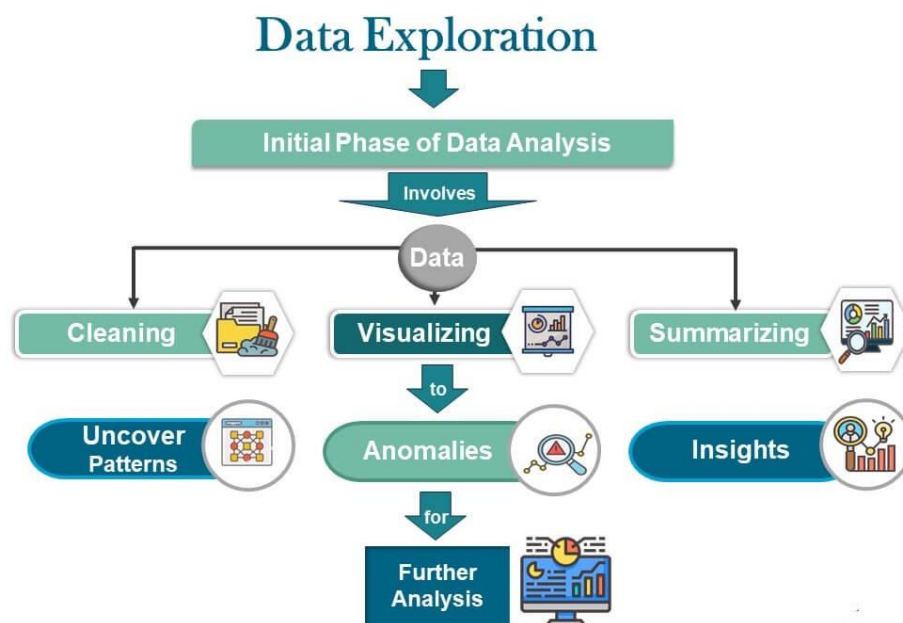 Data Exploration
Initial Phase of Data Analysis
Involves
Data
Cleaning
Visualizing
Summarizing
to
Uncover
Patterns
Anomalies
Insights
for
Further
Analysis